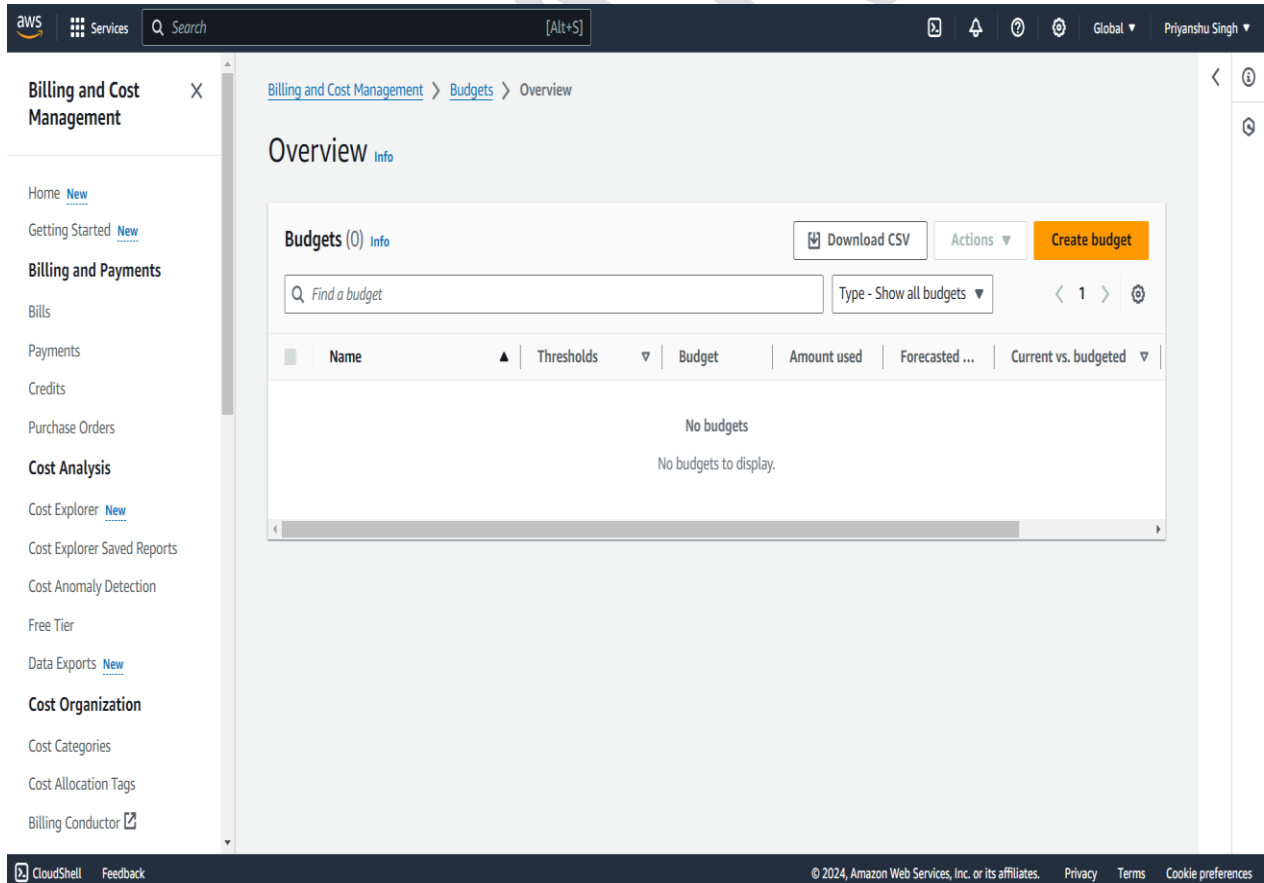 aws Services Search [Alt+S] Global Priyanshu Singh
Billing and Cost
Management
Home New
Getting Started New
Billing and Payments
Bills
Payments
Credits
Purchase Orders
Cost Analysis
Cost Explorer New
Cost Explorer Saved Reports
Cost Anomaly Detection
Free Tier
Data Exports New
Cost Organization
Cost Categories
Cost Allocation Tags
Billing Conductor
Billing and Cost Management > Budgets > Overview
Overview Info
Budgets (0) Info Download CSV Actions Create budget
Find a budget Type - Show all budgets < 1 >
Name Thresholds Budget Amount used Forecasted ... Current vs. budgeted
No budgets
No budgets to display.
CloudShell Feedback © 2024, Amazon Web Services, Inc. or its affiliates. Privacy Terms Cookie preferences